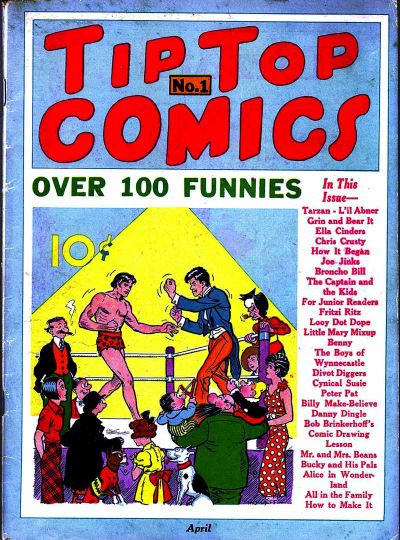 TIP TOP
No. 1
COMICS
OVER 100 FUNNIES
10¢
In This
Issue—
Tarzan - L'il Abner
Grin and Bear It
Ella Cinders
Chris Crusty
How It Began
Joe Jinks
Broncho Bill
The Captain and
the Kids
For Junior Readers
Fritzi Ritz
Looy Dot Dope
Little Mary Mixup
Benny
The Boys of
Wynnecastle
Divot Diggers
Cynical Susie
Peter Pat
Billy Make-Believe
Danny Dingle
Bob Brinkerhoff's
Comic Drawing
Lesson
Mr. and Mrs. Beans
Bucky and His Pals
Alice in Wonder-
land
All in the Family
How to Make It
April